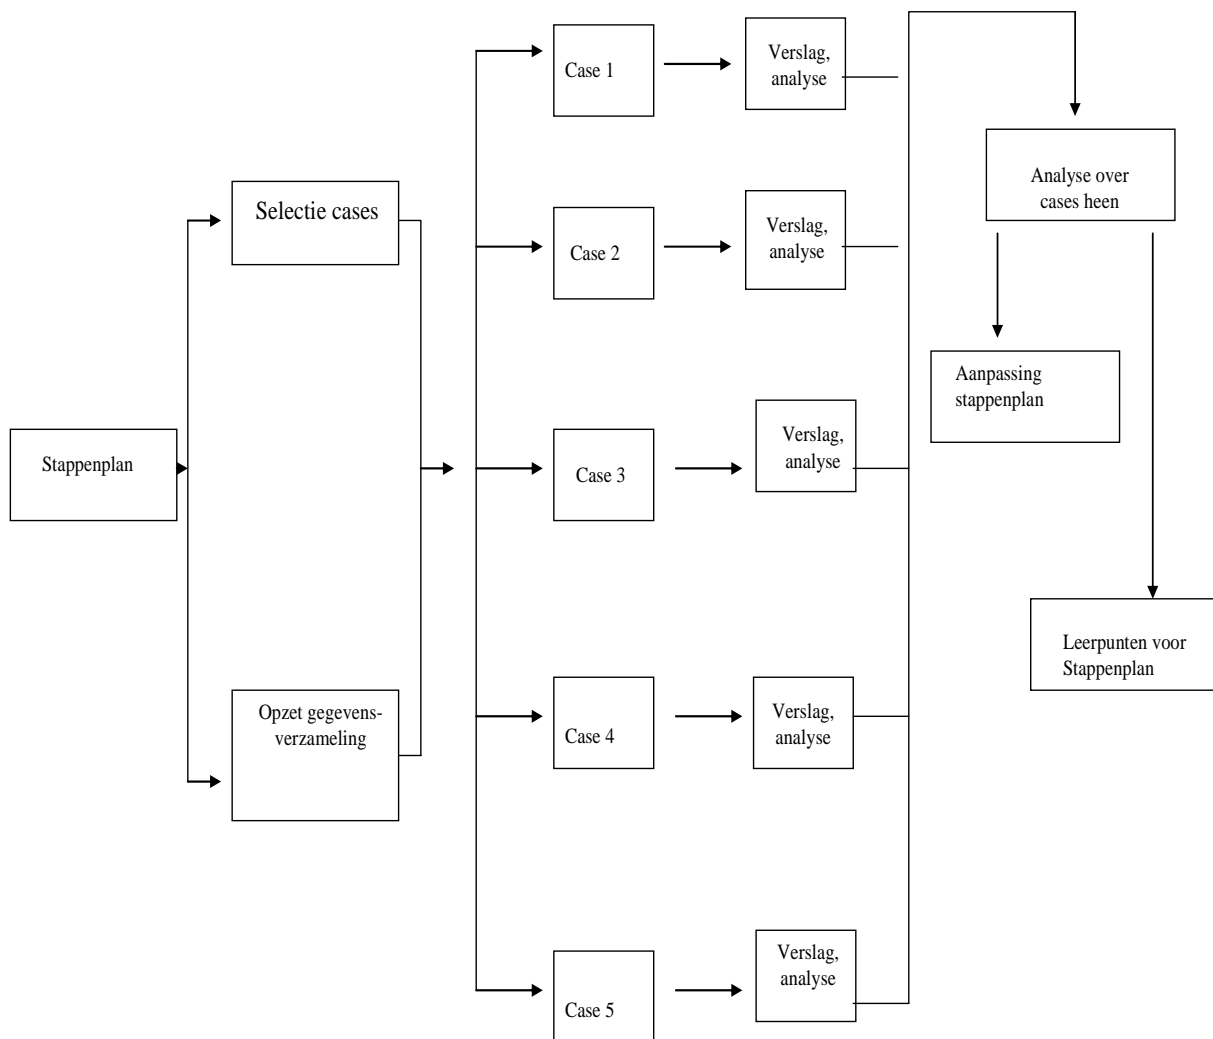 Stappenplan
Selectie cases
Opzet gegevens-
verzameling
Case 1
Verslag,
analyse
Case 2
Verslag,
analyse
Case 3
Verslag,
analyse
Case 4
Verslag,
analyse
Case 5
Verslag,
analyse
Analyse over
cases heen
Aanpassing
stappenplan
Leerpunten voor
Stappenplan